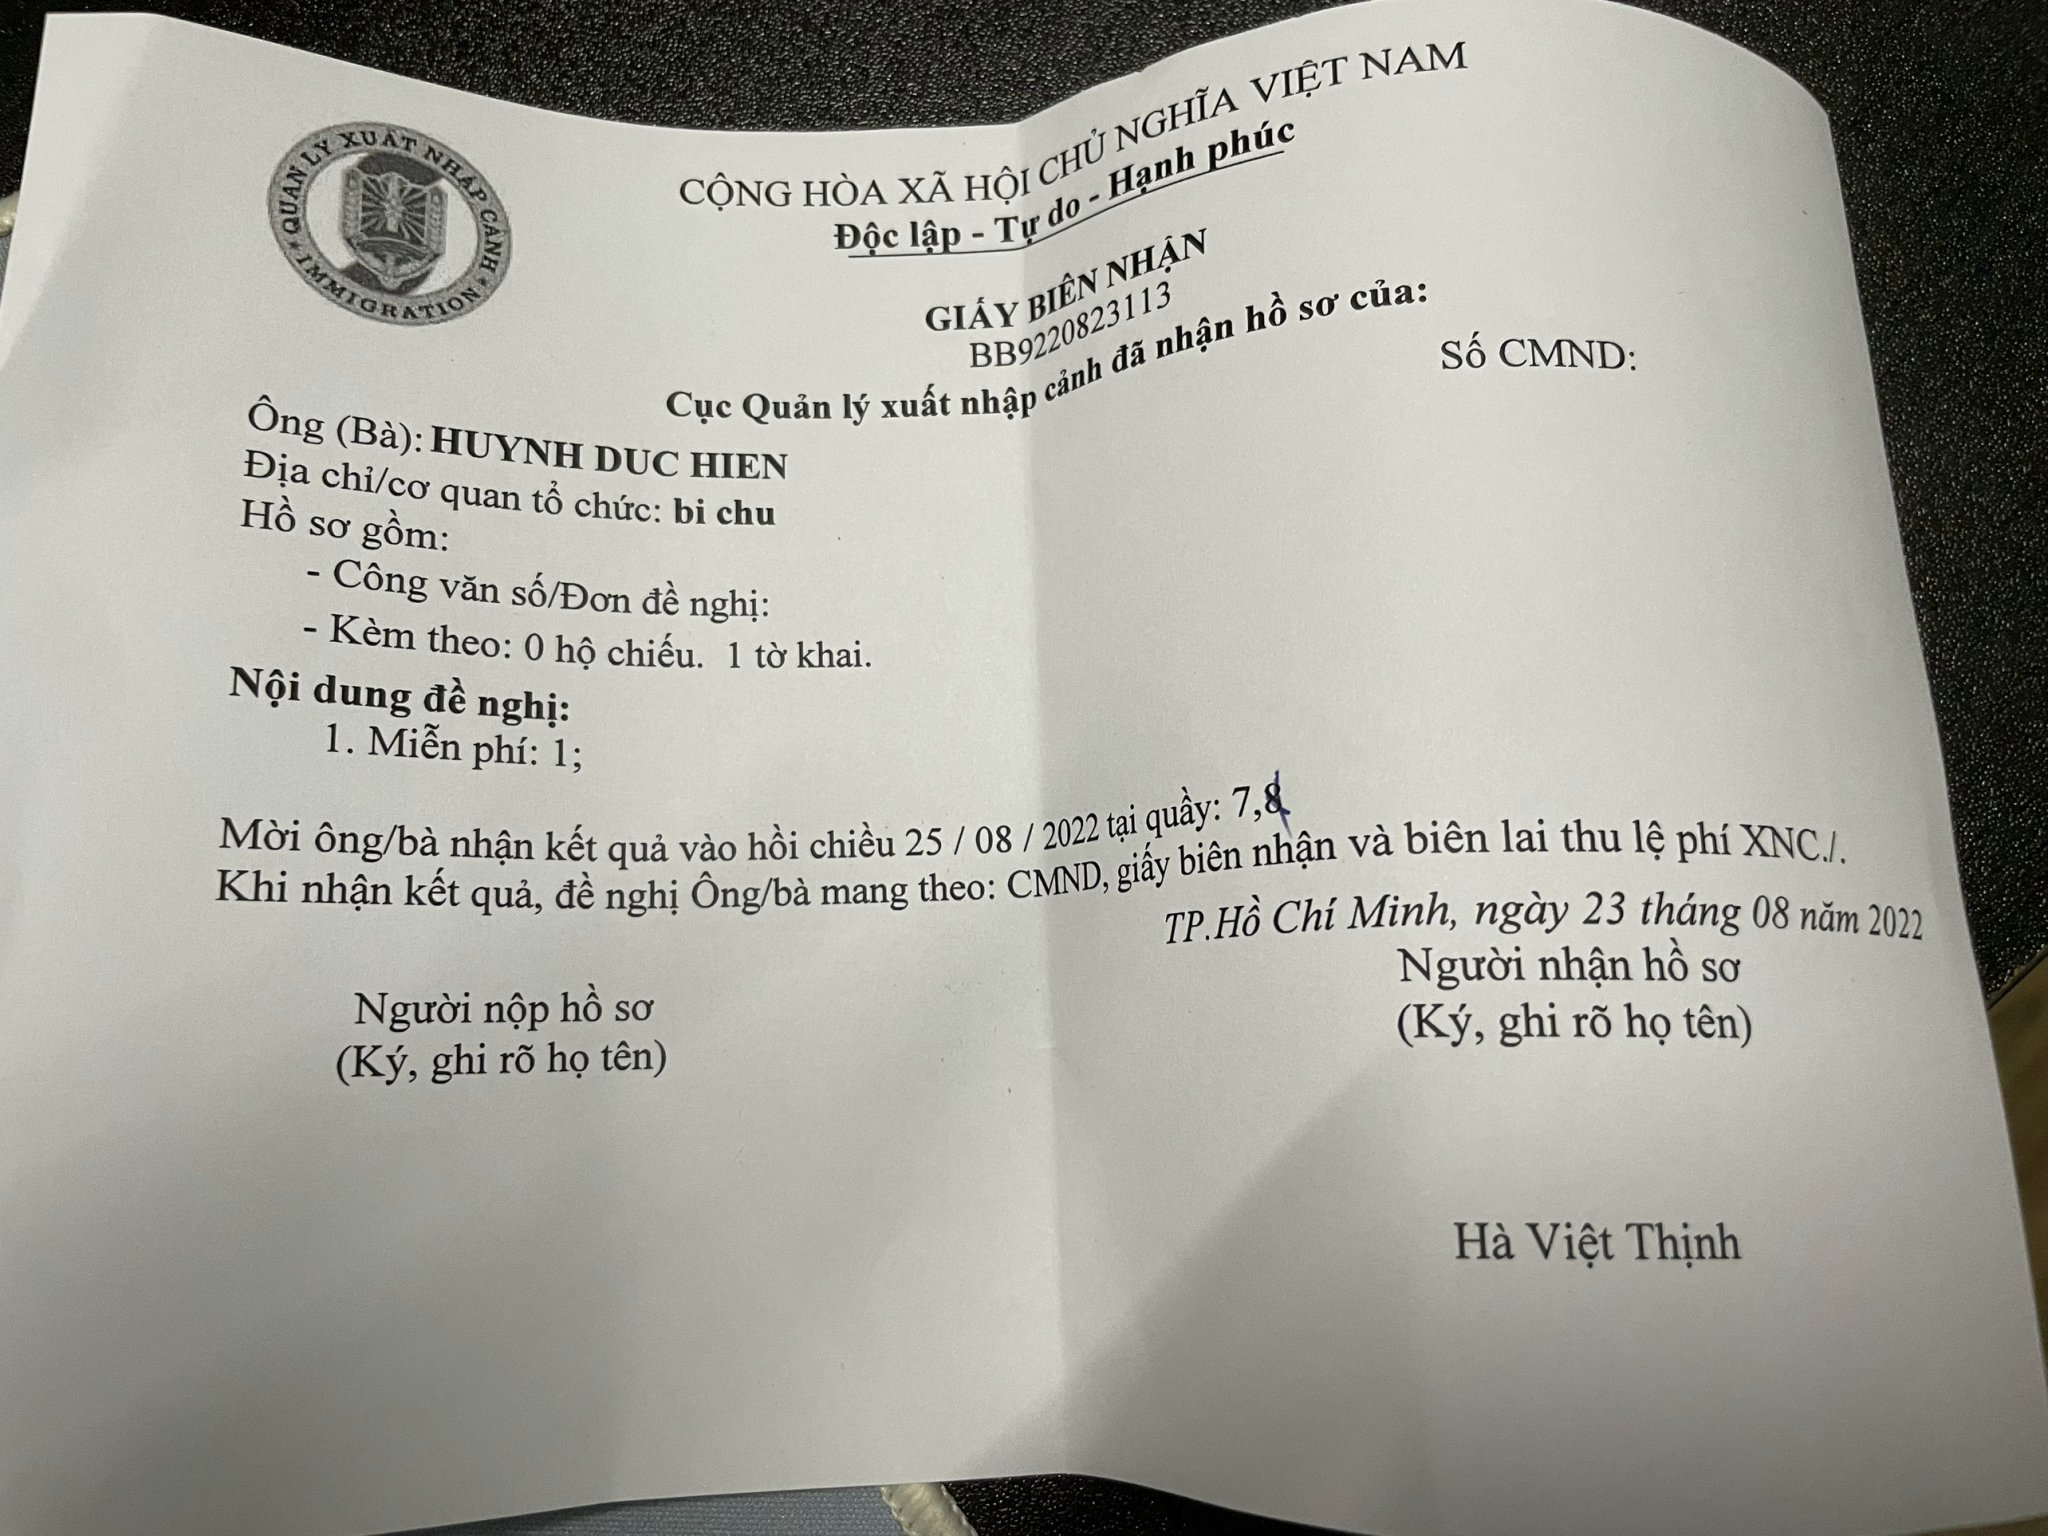 QUẢN LÝ XUẤT NHẬP CẢNH
* IMMIGRATION *
CỘNG HÒA XÃ HỘI CHỦ NGHĨA VIỆT NAM
Độc lập - Tự do - Hạnh phúc
GIẤY BIÊN NHẬN
BB9220823113
Cục Quản lý xuất nhập cảnh đã nhận hồ sơ của:
Số CMND:
Ông (Bà): HUYNH DUC HIEN
Địa chỉ/cơ quan tổ chức: bi chu
Hồ sơ gồm:
- Công văn số/Đơn đề nghị:
- Kèm theo: 0 hộ chiếu. 1 tờ khai.
Nội dung đề nghị:
1. Miễn phí: 1;
Mời ông/bà nhận kết quả vào hồi chiều 25 / 08 / 2022 tại quầy: 7,8
Khi nhận kết quả, đề nghị Ông/bà mang theo: CMND, giấy biên nhận và biên lai thu lệ phí XNC./.
TP.Hồ Chí Minh, ngày 23 tháng 08 năm 2022
Người nhận hồ sơ
(Ký, ghi rõ họ tên)
Người nộp hồ sơ
(Ký, ghi rõ họ tên)
Hà Việt Thịnh